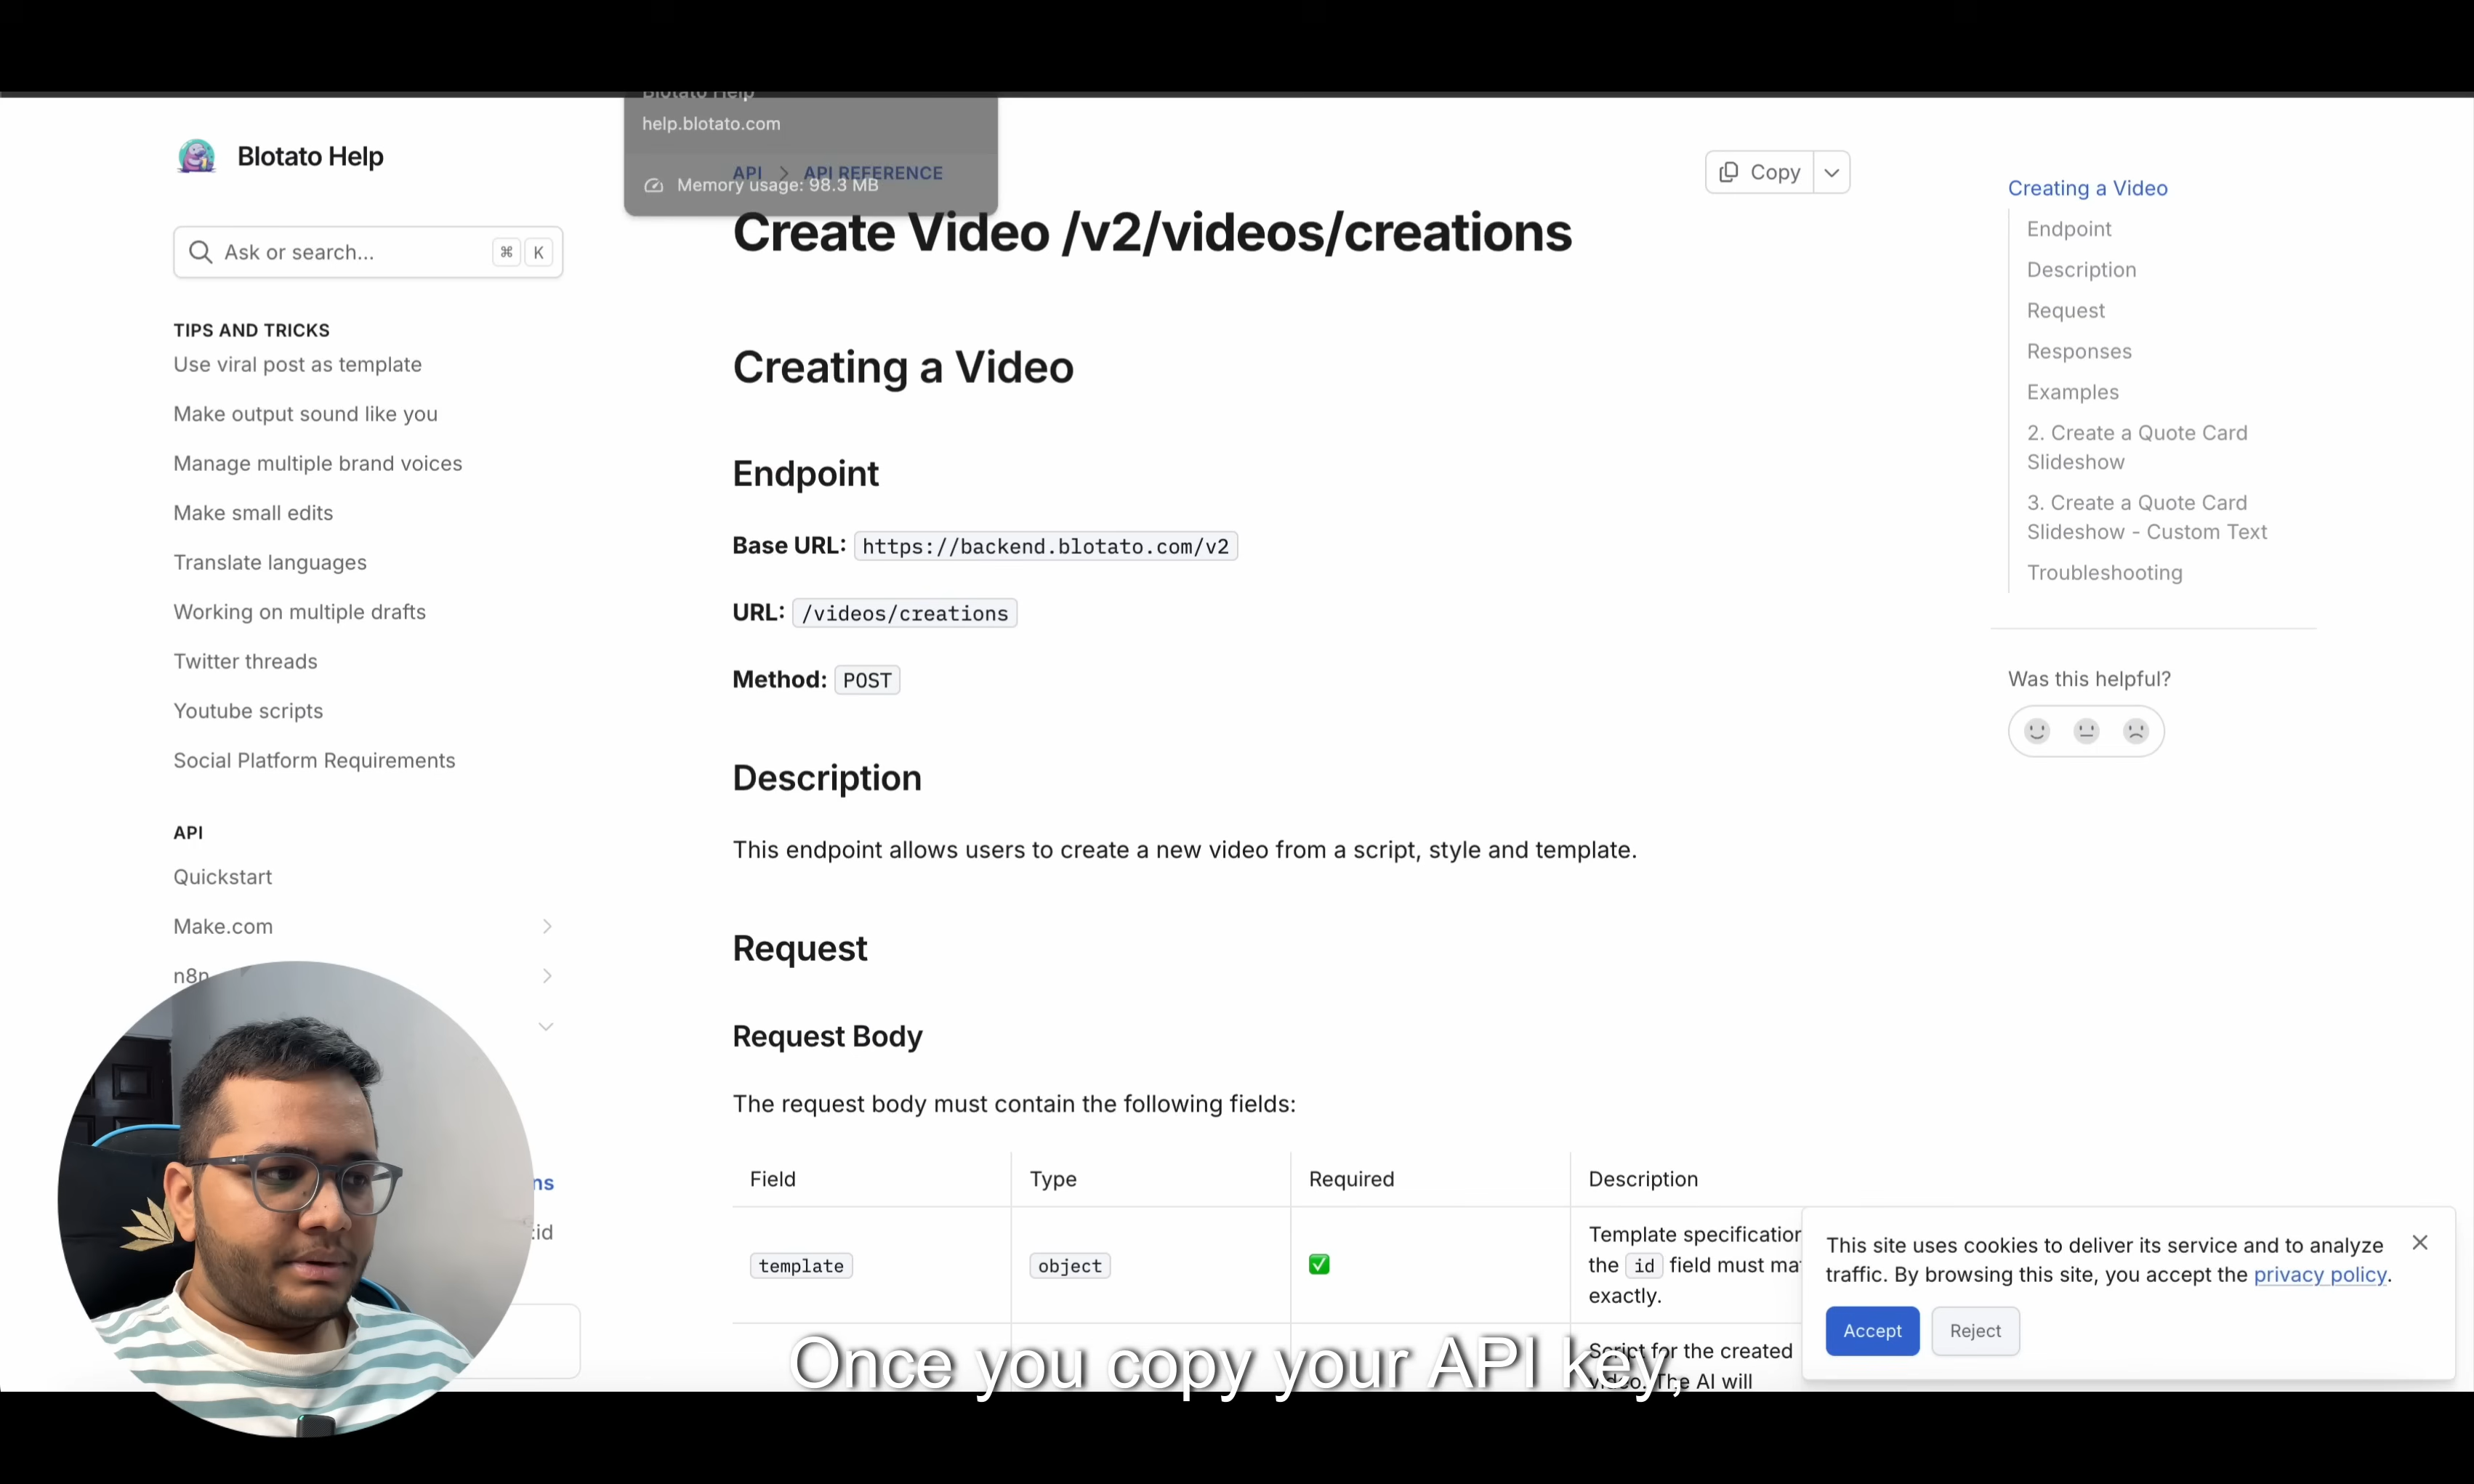 Blotato Help
help.blotato.com
Memory usage: 98.3 MB
Blotato Help
Ask or search...
⌘ K
TIPS AND TRICKS
Use viral post as template
Make output sound like you
Manage multiple brand voices
Make small edits
Translate languages
Working on multiple drafts
Twitter threads
Youtube scripts
Social Platform Requirements
API
Quickstart
Make.com
n8n
ns
:id
API > API REFERENCE
Copy
Create Video /v2/videos/creations
Creating a Video
Endpoint
Base URL: https://backend.blotato.com/v2
URL: /videos/creations
Method: POST
Description
This endpoint allows users to create a new video from a script, style and template.
Request
Request Body
The request body must contain the following fields:
Field Type Required Description
template object ✅ Template specification
the id field must ma
exactly.
Script for the created
video. The AI will
Creating a Video
Endpoint
Description
Request
Responses
Examples
2. Create a Quote Card
Slideshow
3. Create a Quote Card
Slideshow - Custom Text
Troubleshooting
Was this helpful?
This site uses cookies to deliver its service and to analyze
traffic. By browsing this site, you accept the privacy policy.
Accept Reject
Once you copy your API key,